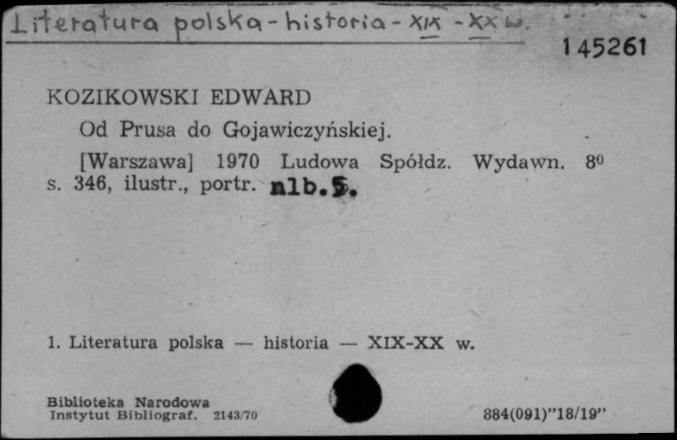 Literatura polska - historia - XIX - XX w.
145261
KOZIKOWSKI EDWARD
Od Prusa do Gojawiczyńskiej.
[Warszawa] 1970 Ludowa Spółdz. Wydawn. 8⁰
s. 346, ilustr., portr. nlb. 5.
1. Literatura polska — historia — XIX-XX w.
Biblioteka Narodowa
Instytut Bibliograf. 2143/70
884(091)"18/19"